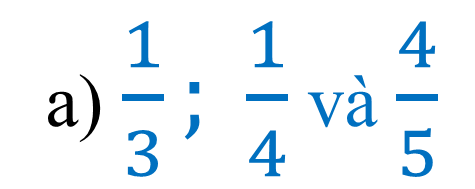 a) 1/3 ; 1/4 và 4/5